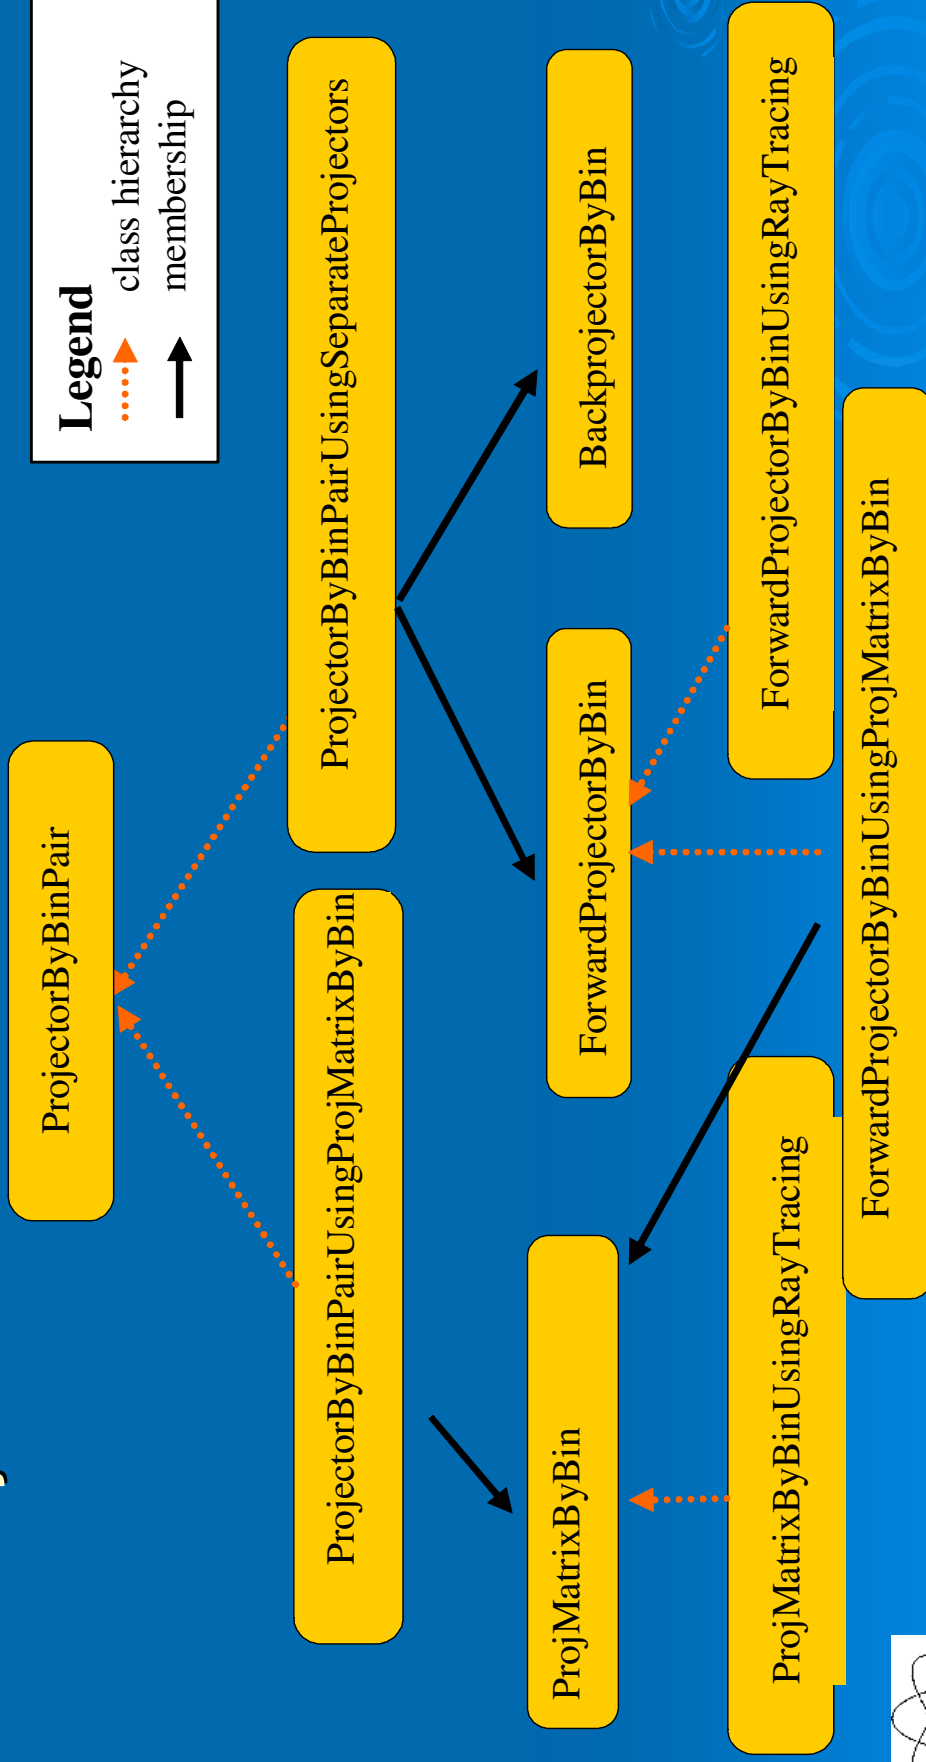 Legend
class hierarchy
membership
ProjectorByBinPair
ProjectorByBinPairUsingProjMatrixByBin
ProjectorByBinPairUsingSeparateProjectors
ProjMatrixByBin
ForwardProjectorByBin
BackprojectorByBin
ProjMatrixByBinUsingRayTracing
ForwardProjectorByBinUsingRayTracing
ForwardProjectorByBinUsingProjMatrixByBin